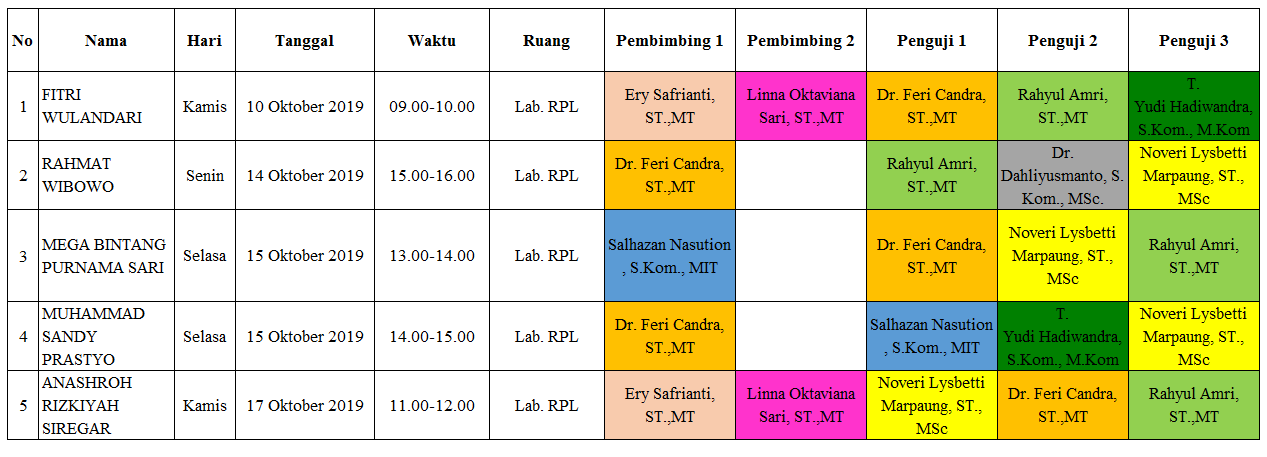 No Nama Hari Tanggal Waktu Ruang Pembimbing 1 Pembimbing 2 Penguji 1 Penguji 2 Penguji 3
1
FITRI
WULANDARI
Kamis
10 Oktober 2019
09.00-10.00
Lab. RPL
Ery Safrianti,
ST.,MT
Linna Oktaviana
Sari, ST.,MT
Dr. Feri Candra,
ST.,MT
Rahyul Amri,
ST.,MT
T.
Yudi Hadiwandra,
S.Kom., M.Kom
2
RAHMAT
WIBOWO
Senin
14 Oktober 2019
15.00-16.00
Lab. RPL
Dr. Feri Candra,
ST.,MT
Rahyul Amri,
ST.,MT
Dr.
Dahliyusmanto, S.
Kom., MSc.
Noveri Lysbetti
Marpaung, ST.,
MSc
3
MEGA BINTANG
PURNAMA SARI
Selasa
15 Oktober 2019
13.00-14.00
Lab. RPL
Salhazan Nasution
, S.Kom., MIT
Dr. Feri Candra,
ST.,MT
Noveri Lysbetti
Marpaung, ST.,
MSc
Rahyul Amri,
ST.,MT
4
MUHAMMAD
SANDY
PRASTYO
Selasa
15 Oktober 2019
14.00-15.00
Lab. RPL
Dr. Feri Candra,
ST.,MT
Salhazan Nasution
, S.Kom., MIT
T.
Yudi Hadiwandra,
S.Kom., M.Kom
Noveri Lysbetti
Marpaung, ST.,
MSc
5
ANASHROH
RIZKIYAH
SIREGAR
Kamis
17 Oktober 2019
11.00-12.00
Lab. RPL
Ery Safrianti,
ST.,MT
Linna Oktaviana
Sari, ST.,MT
Noveri Lysbetti
Marpaung, ST.,
MSc
Dr. Feri Candra,
ST.,MT
Rahyul Amri,
ST.,MT